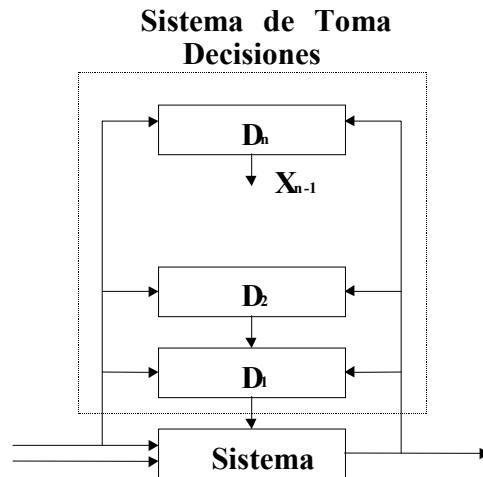 Sistema de Toma
Decisiones
Dn
Xn-1
D2
D1
Sistema